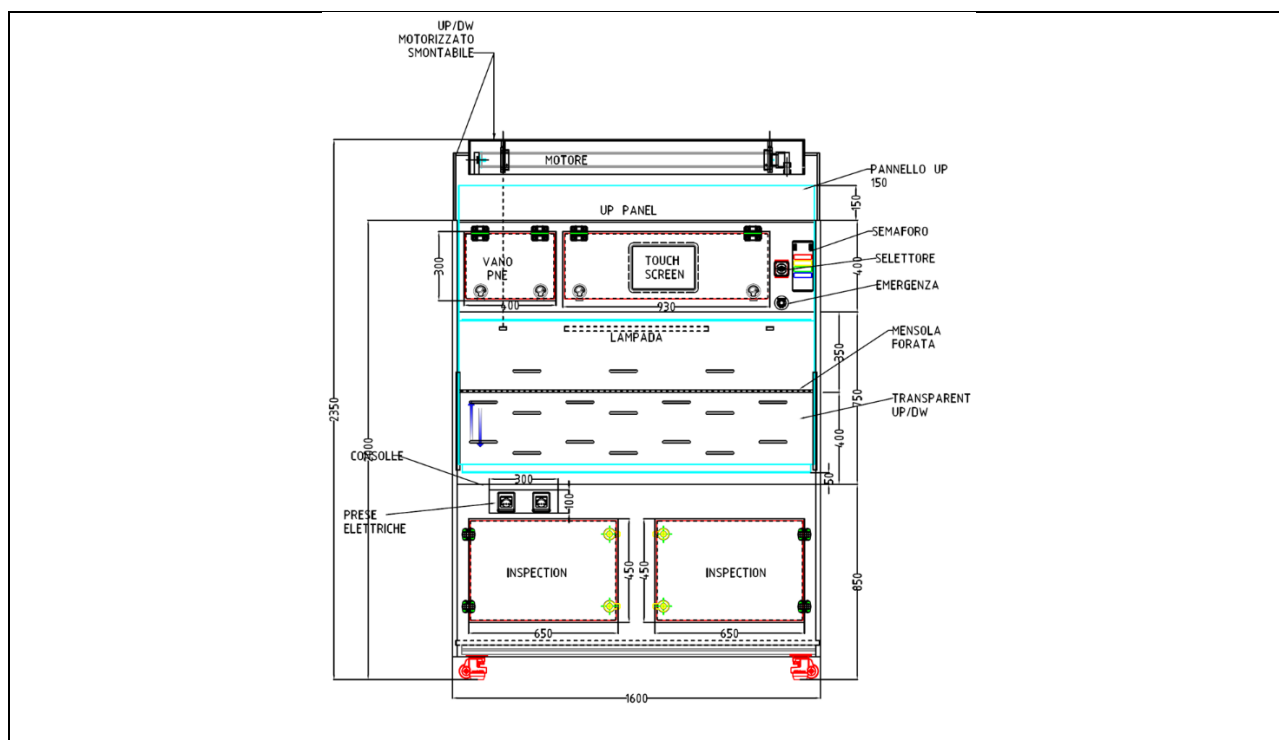 UP/DW
MOTORIZZATO
SMONTABILE
MOTORE
PANNELLO UP
150
150
UP PANEL
SEMAFORO
SELETTORE
EMERGENZA
VANO
PNE
TOUCH
SCREEN
300
400
400
930
LAMPADA
MENSOLA
FORATA
350
750
TRANSPARENT
UP/DW
400
2350
CONSOLLE
50
300
100
PRESE
ELETTRICHE
INSPECTION
450
450
INSPECTION
850
650
650
1600